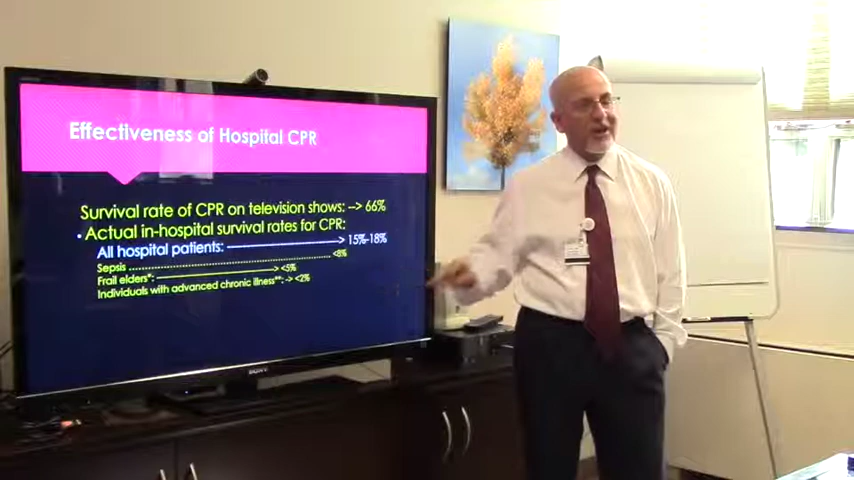 Effectiveness of Hospital CPR
Survival rate of CPR on television shows: --> 66%
• Actual in-hospital survival rates for CPR:
All hospital patients: ——————> 15%-18%
Sepsis ........................................ <8%
Frail elders*: ——————> <5%
Individuals with advanced chronic illness**: -> <2%
SONY